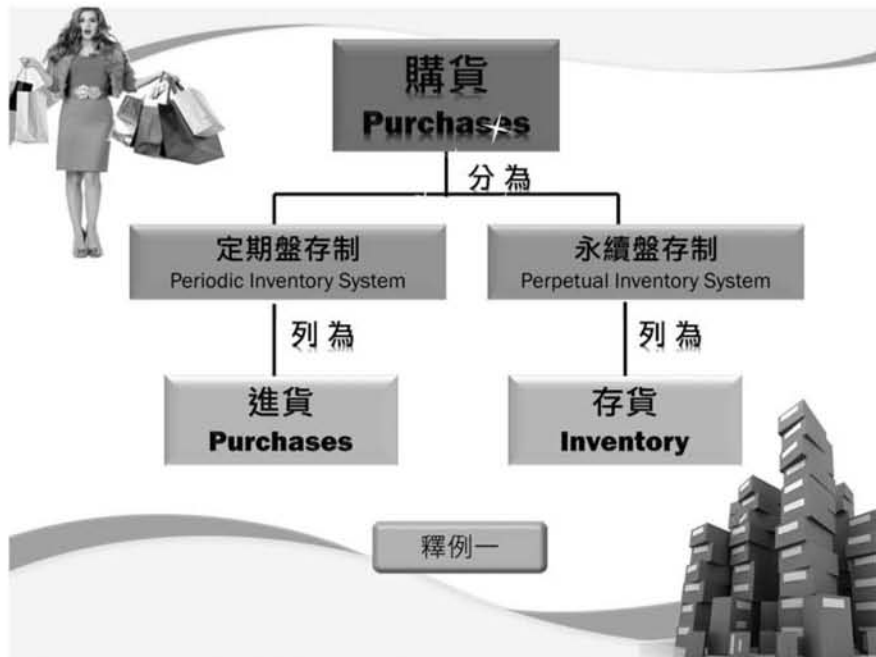 購貨
Purchases
分為
定期盤存制
Periodic Inventory System
永續盤存制
Perpetual Inventory System
列為
列為
進貨
Purchases
存貨
Inventory
釋例一